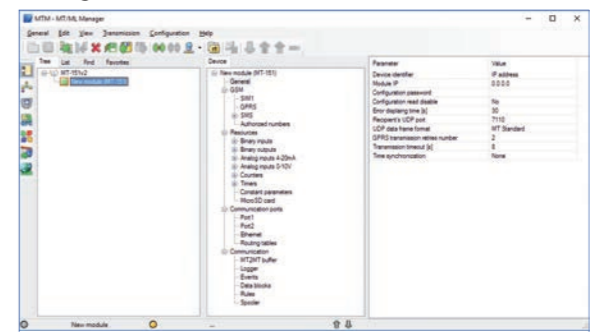 MTM - MT/ML Manager
General Edit View Transmission Configuration Help
Tree List Find Favorites
MT-151v2
New module (MT-151)
Device
New module (MT-151)
General
GSM
SIM1
GPRS
SMS
Authorized numbers
Resources
Binary inputs
Binary outputs
Analog inputs 4-20mA
Analog inputs 0-10V
Counters
Timers
Constant parameters
MicroSD card
Communication ports
Port1
Port2
Ethernet
Routing tables
Communication
MT2MT buffer
Logger
Events
Data blocks
Rules
Spooler
Parameter Value
Device identifier IP address
Module IP 0.0.0.0
Configuration password
Configuration read disable No
Error displaying time [s] 30
Recipient's UDP port 7110
UDP data frame format MT Standard
GPRS transmission retries number 2
Transmission timeout [s] 8
Time synchronization None
New module ...